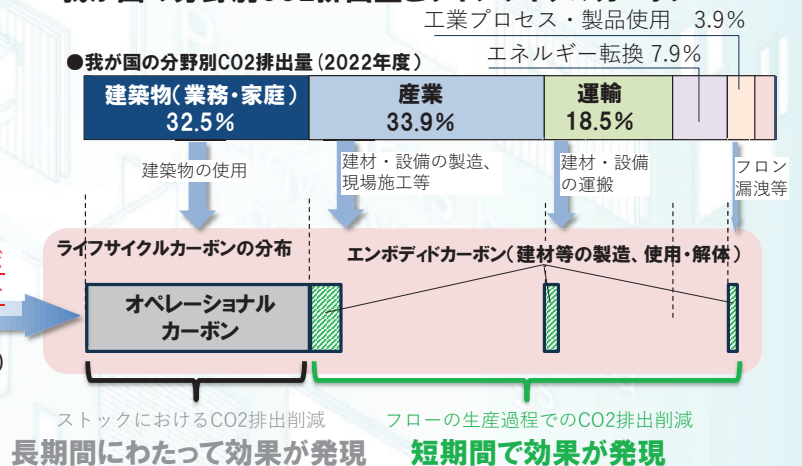 工業プロセス・製品使用　3.9%
エネルギー転換 7.9%
●我が国の分野別CO2排出量(2022年度)
建築物(業務・家庭)
32.5%
産業
33.9%
運輸
18.5%
建築物の使用
建材・設備の製造、
現場施工等
建材・設備
の運搬
フロン
漏洩等
ライフサイクルカーボンの分布
エンボディドカーボン(建材等の製造、使用・解体)
オペレーショナル
カーボン
ストックにおけるCO2排出削減
長期間にわたって効果が発現
フローの生産過程でのCO2排出削減
短期間で効果が発現